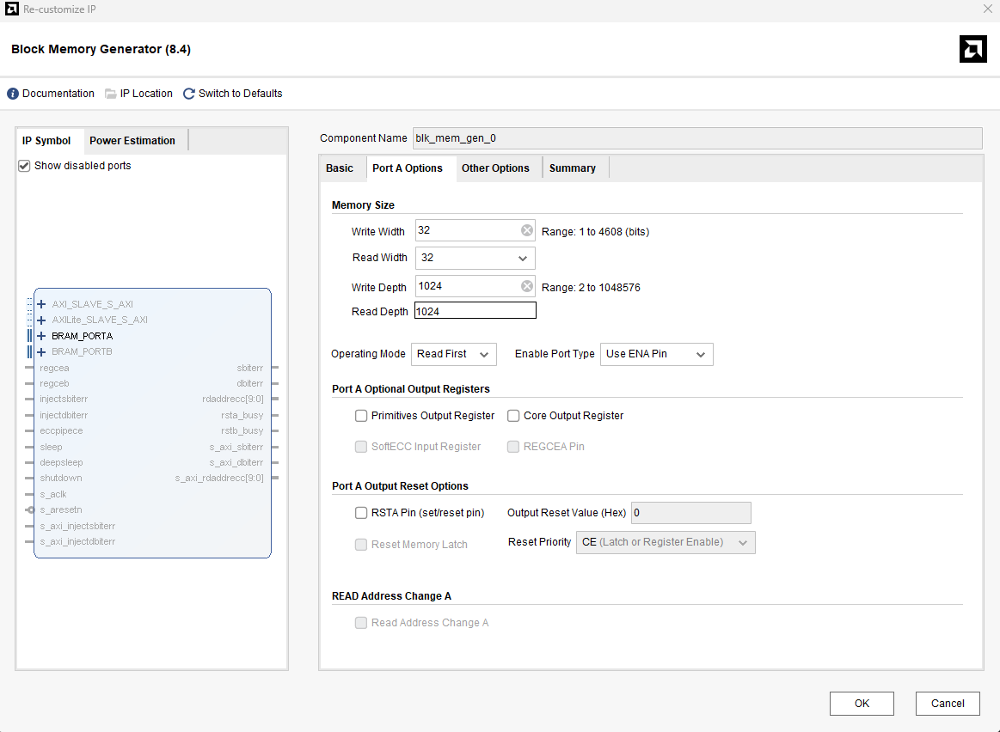 Re-customize IP
Block Memory Generator (8.4)
Documentation IP Location Switch to Defaults
IP Symbol Power Estimation
Show disabled ports
AXI_SLAVE_S_AXI
AXILite_SLAVE_S_AXI
BRAM_PORTA
BRAM_PORTB
regcea sbiterr
regceb dbiterr
injectsbiterr rdaddrecc[9:0]
injectdbiterr rsta_busy
eccpipece rstb_busy
sleep s_axi_sbiterr
deepsleep s_axi_dbiterr
shutdown s_axi_rdaddrecc[9:0]
s_aclk
s_aresetn
s_axi_injectsbiterr
s_axi_injectdbiterr
Component Name blk_mem_gen_0
Basic Port A Options Other Options Summary
Memory Size
Write Width 32 Range: 1 to 4608 (bits)
Read Width 32
Write Depth 1024 Range: 2 to 1048576
Read Depth 1024
Operating Mode Read First Enable Port Type Use ENA Pin
Port A Optional Output Registers
Primitives Output Register Core Output Register
SoftECC Input Register REGCEA Pin
Port A Output Reset Options
RSTA Pin (set/reset pin) Output Reset Value (Hex) 0
Reset Memory Latch Reset Priority CE (Latch or Register Enable)
READ Address Change A
Read Address Change A
OK Cancel